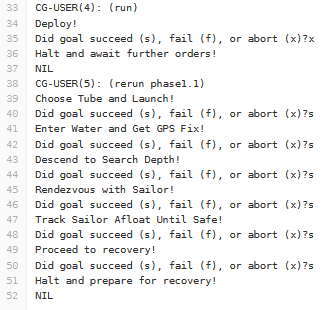 33 CG-USER(4): (run)
34 Deploy!
35 Did goal succeed (s), fail (f), or abort (x)?x
36 Halt and await further orders!
37 NIL
38 CG-USER(5): (rerun phase1.1)
39 Choose Tube and Launch!
40 Did goal succeed (s), fail (f), or abort (x)?s
41 Enter Water and Get GPS Fix!
42 Did goal succeed (s), fail (f), or abort (x)?s
43 Descend to Search Depth!
44 Did goal succeed (s), fail (f), or abort (x)?s
45 Rendezvous with Sailor!
46 Did goal succeed (s), fail (f), or abort (x)?s
47 Track Sailor Afloat Until Safe!
48 Did goal succeed (s), fail (f), or abort (x)?s
49 Proceed to recovery!
50 Did goal succeed (s), fail (f), or abort (x)?s
51 Halt and prepare for recovery!
52 NIL